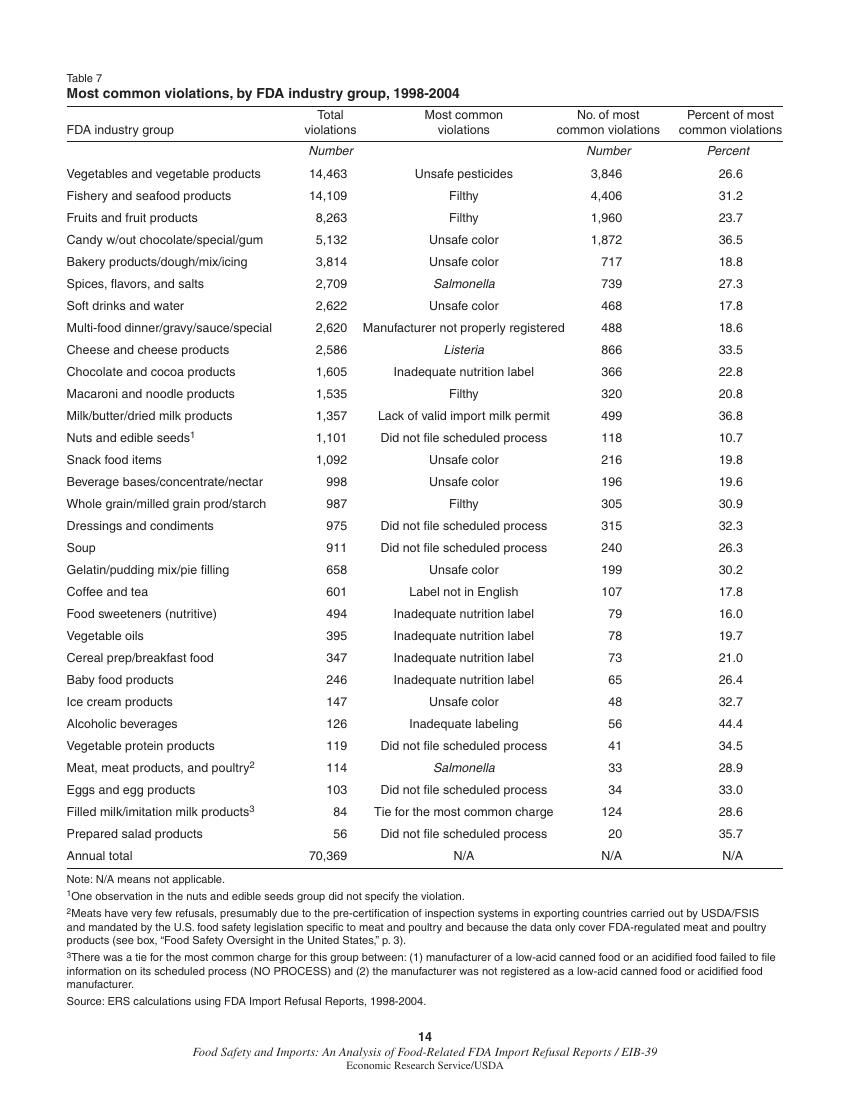 Table 7
Most common violations, by FDA industry group, 1998-2004
FDA industry group Total violations Most common violations No. of most common violations Percent of most common violations
Number Number Percent
Vegetables and vegetable products 14,463 Unsafe pesticides 3,846 26.6
Fishery and seafood products 14,109 Filthy 4,406 31.2
Fruits and fruit products 8,263 Filthy 1,960 23.7
Candy w/out chocolate/special/gum 5,132 Unsafe color 1,872 36.5
Bakery products/dough/mix/icing 3,814 Unsafe color 717 18.8
Spices, flavors, and salts 2,709 Salmonella 739 27.3
Soft drinks and water 2,622 Unsafe color 468 17.8
Multi-food dinner/gravy/sauce/special 2,620 Manufacturer not properly registered 488 18.6
Cheese and cheese products 2,586 Listeria 866 33.5
Chocolate and cocoa products 1,605 Inadequate nutrition label 366 22.8
Macaroni and noodle products 1,535 Filthy 320 20.8
Milk/butter/dried milk products 1,357 Lack of valid import milk permit 499 36.8
Nuts and edible seeds1 1,101 Did not file scheduled process 118 10.7
Snack food items 1,092 Unsafe color 216 19.8
Beverage bases/concentrate/nectar 998 Unsafe color 196 19.6
Whole grain/milled grain prod/starch 987 Filthy 305 30.9
Dressings and condiments 975 Did not file scheduled process 315 32.3
Soup 911 Did not file scheduled process 240 26.3
Gelatin/pudding mix/pie filling 658 Unsafe color 199 30.2
Coffee and tea 601 Label not in English 107 17.8
Food sweeteners (nutritive) 494 Inadequate nutrition label 79 16.0
Vegetable oils 395 Inadequate nutrition label 78 19.7
Cereal prep/breakfast food 347 Inadequate nutrition label 73 21.0
Baby food products 246 Inadequate nutrition label 65 26.4
Ice cream products 147 Unsafe color 48 32.7
Alcoholic beverages 126 Inadequate labeling 56 44.4
Vegetable protein products 119 Did not file scheduled process 41 34.5
Meat, meat products, and poultry2 114 Salmonella 33 28.9
Eggs and egg products 103 Did not file scheduled process 34 33.0
Filled milk/imitation milk products3 84 Tie for the most common charge 124 28.6
Prepared salad products 56 Did not file scheduled process 20 35.7
Annual total 70,369 N/A N/A N/A
Note: N/A means not applicable.
1One observation in the nuts and edible seeds group did not specify the violation.
2Meats have very few refusals, presumably due to the pre-certification of inspection systems in exporting countries carried out by USDA/FSIS
and mandated by the U.S. food safety legislation specific to meat and poultry and because the data only cover FDA-regulated meat and poultry
products (see box, “Food Safety Oversight in the United States,” p. 3).
3There was a tie for the most common charge for this group between: (1) manufacturer of a low-acid canned food or an acidified food failed to file
information on its scheduled process (NO PROCESS) and (2) the manufacturer was not registered as a low-acid canned food or acidified food
manufacturer.
Source: ERS calculations using FDA Import Refusal Reports, 1998-2004.
14
Food Safety and Imports: An Analysis of Food-Related FDA Import Refusal Reports / EIB-39
Economic Research Service/USDA